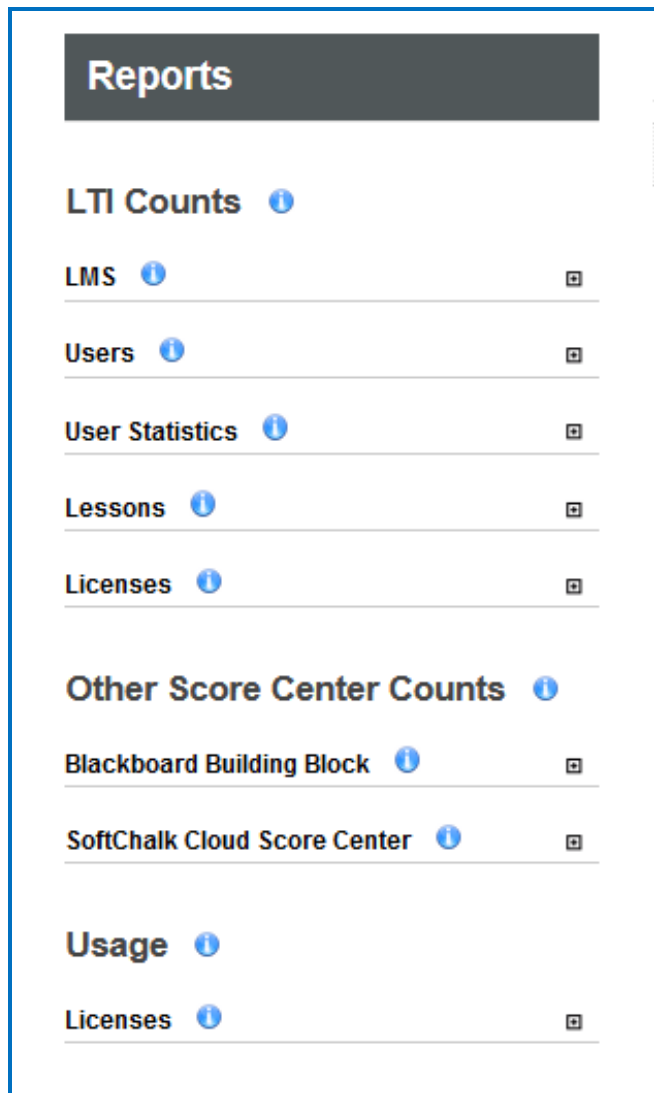 Reports
LTI Counts
LMS
Users
User Statistics
Lessons
Licenses
Other Score Center Counts
Blackboard Building Block
SoftChalk Cloud Score Center
Usage
Licenses